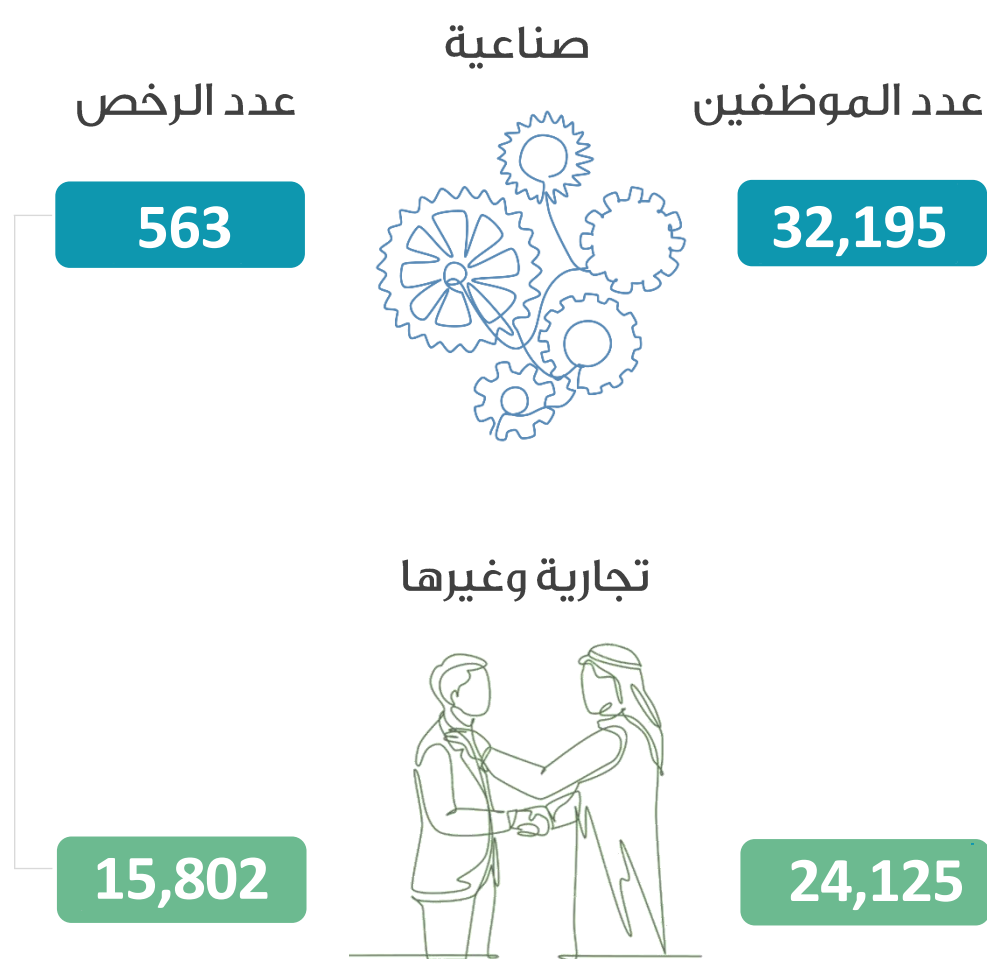 صناعية
عدد الموظفين
عدد الرخص
32,195
563
تجارية وغيرها
24,125
15,802